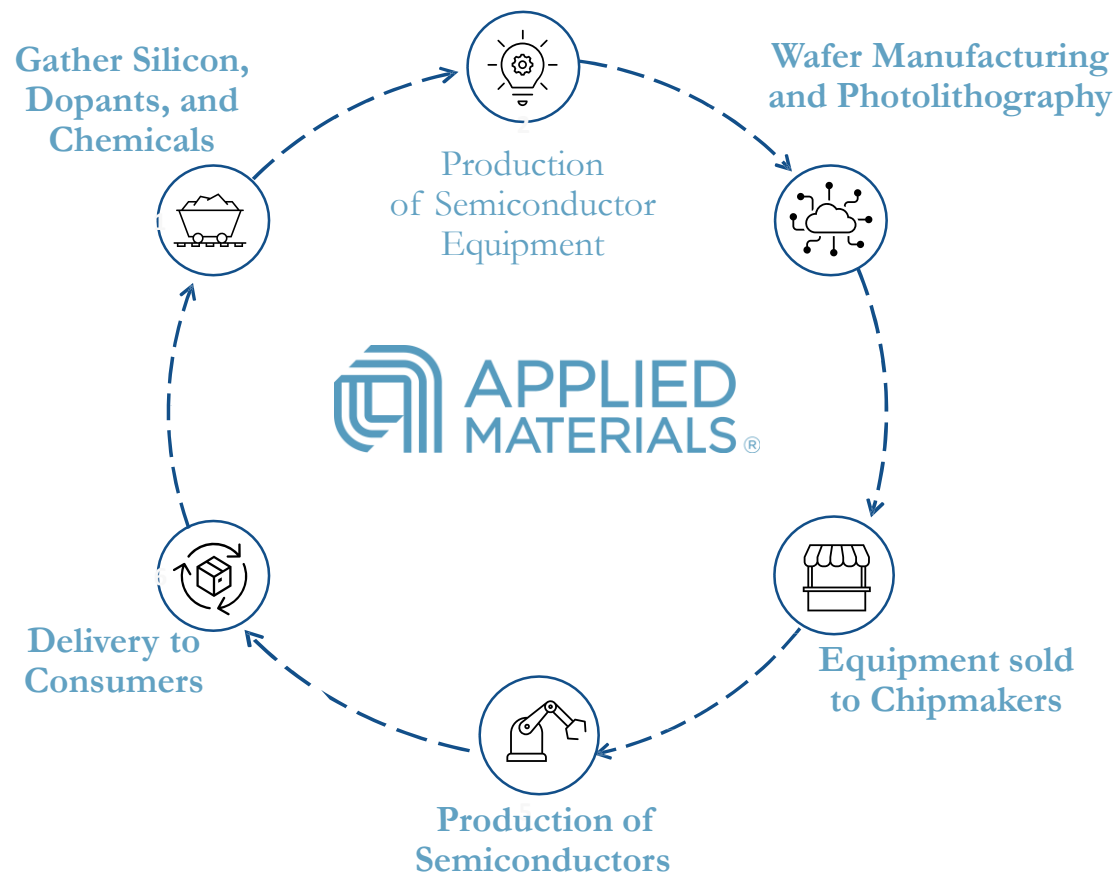 Gather Silicon,
Dopants, and
Chemicals
Production
of Semiconductor
Equipment
Wafer Manufacturing
and Photolithography
APPLIED
MATERIALS®
Equipment sold
to Chipmakers
Production of
Semiconductors
Delivery to
Consumers